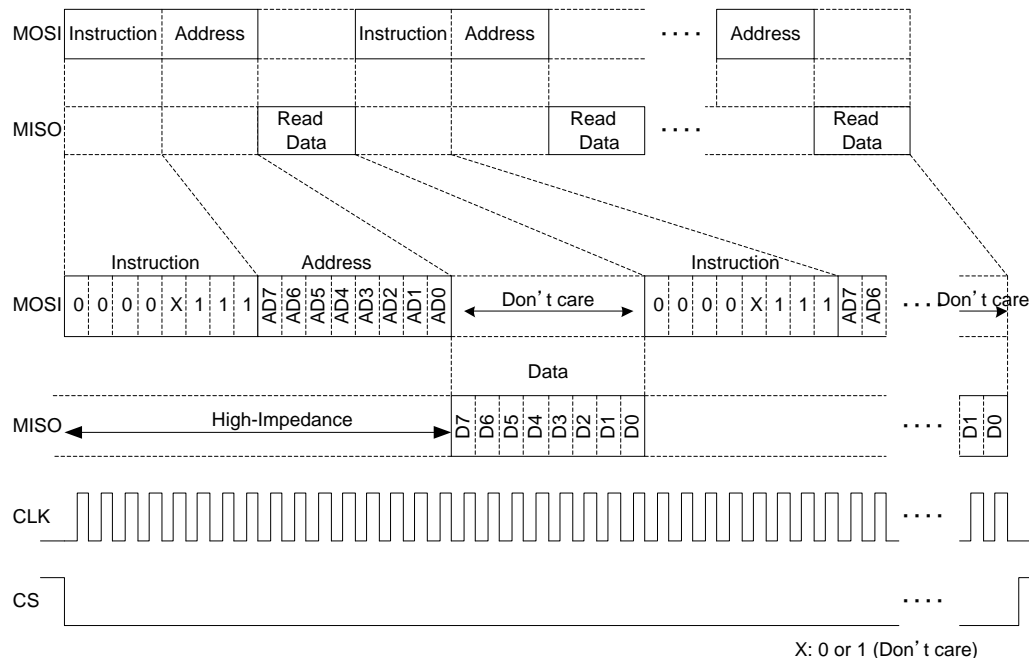 MOSI Instruction Address Instruction Address ···· Address
MISO Read Data Read Data ···· Read Data
Instruction Address Instruction
MOSI 0 0 0 0 X 1 1 1 AD7 AD6 AD5 AD4 AD3 AD2 AD1 AD0 Don't care 0 0 0 0 X 1 1 1 AD7 AD6 ···· Don't care
Data
MISO High-Impedance D7 D6 D5 D4 D3 D2 D1 D0 ···· D1 D0
CLK ····
CS ····
X: 0 or 1 (Don't care)